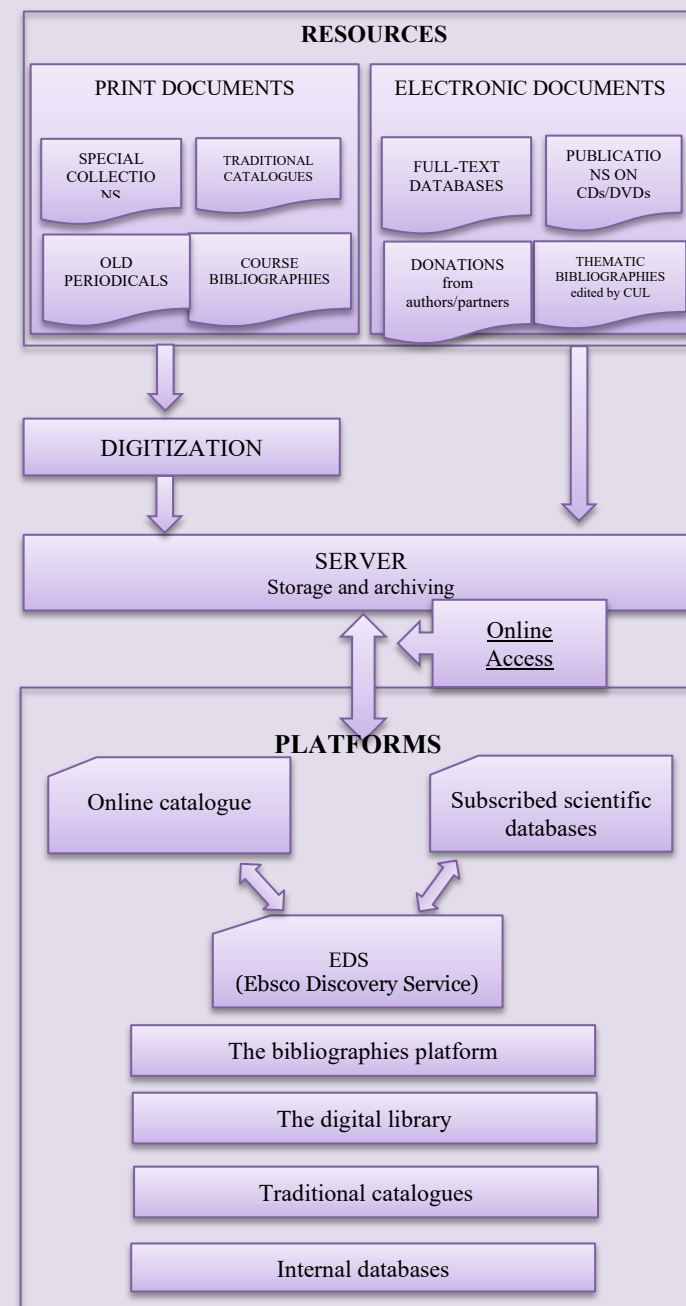 RESOURCES
PRINT DOCUMENTS
SPECIAL
COLLECTIO
NS
TRADITIONAL
CATALOGUES
OLD
PERIODICALS
COURSE
BIBLIOGRAPHIES
ELECTRONIC DOCUMENTS
FULL-TEXT
DATABASES
PUBLICATIO
NS ON
CDs/DVDs
DONATIONS
from
authors/partners
THEMATIC
BIBLIOGRAPHIES
edited by CUL
DIGITIZATION
SERVER
Storage and archiving
Online
Access
PLATFORMS
Online catalogue
Subscribed scientific
databases
EDS
(Ebsco Discovery Service)
The bibliographies platform
The digital library
Traditional catalogues
Internal databases